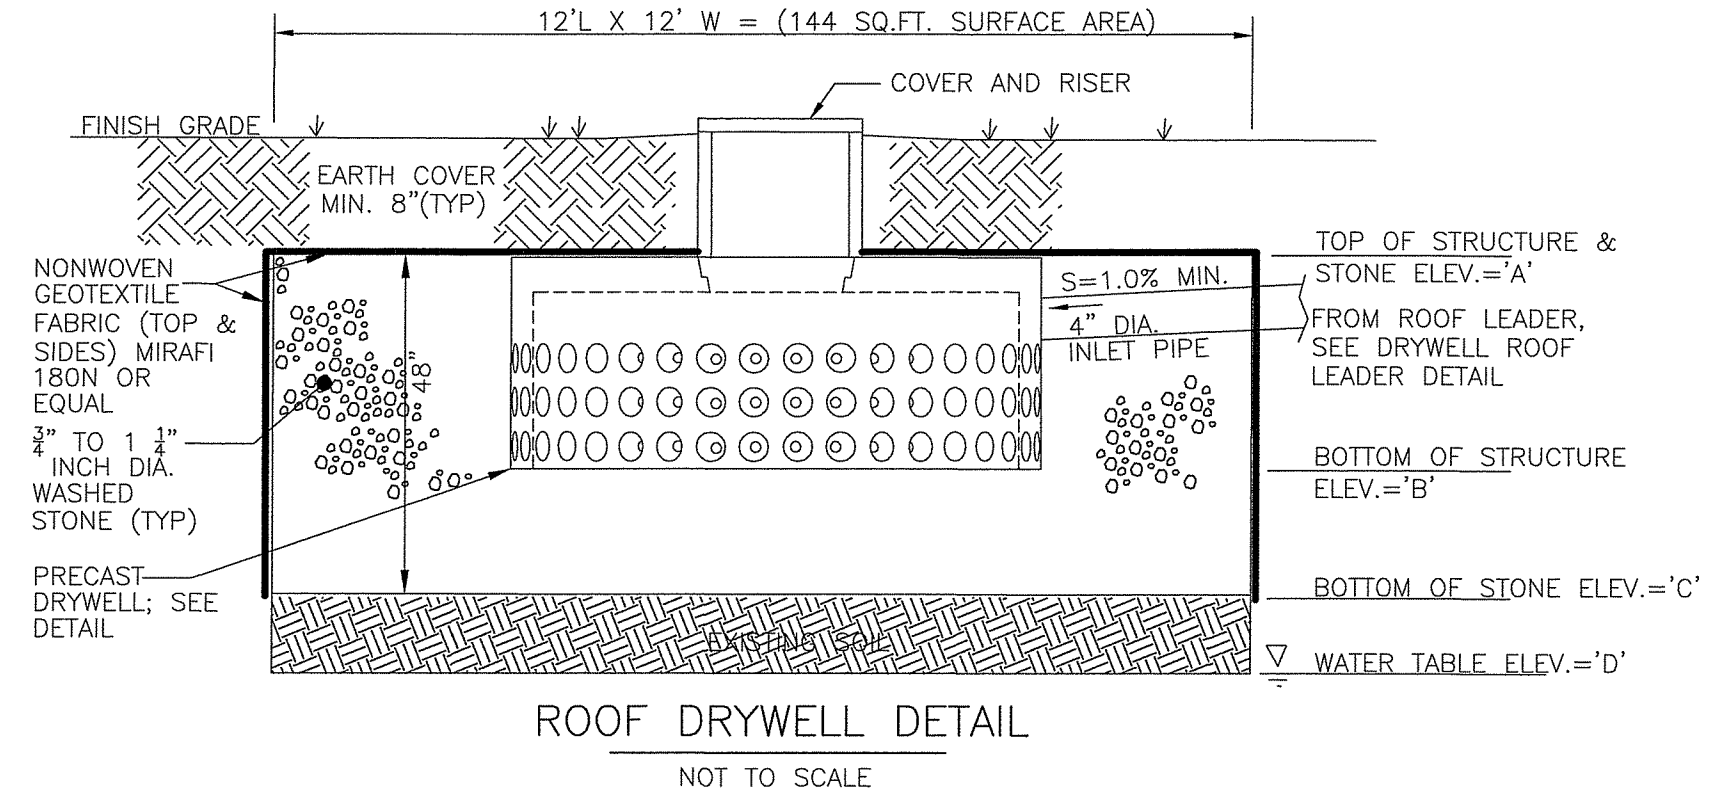 12'L X 12' W = (144 SQ.FT. SURFACE AREA)
COVER AND RISER
FINISH GRADE
EARTH COVER
MIN. 8"(TYP)
NONWOVEN
GEOTEXTILE
FABRIC (TOP &
SIDES) MIRAFI
180N OR
EQUAL
3/4" TO 1 1/4"
INCH DIA.
WASHED
STONE (TYP)
PRECAST
DRYWELL; SEE
DETAIL
48"
S=1.0% MIN.
4" DIA.
INLET PIPE
TOP OF STRUCTURE &
STONE ELEV.='A'
FROM ROOF LEADER,
SEE DRYWELL ROOF
LEADER DETAIL
BOTTOM OF STRUCTURE
ELEV.='B'
BOTTOM OF STONE ELEV.='C'
EXISTING SOIL
WATER TABLE ELEV.='D'
ROOF DRYWELL DETAIL
NOT TO SCALE